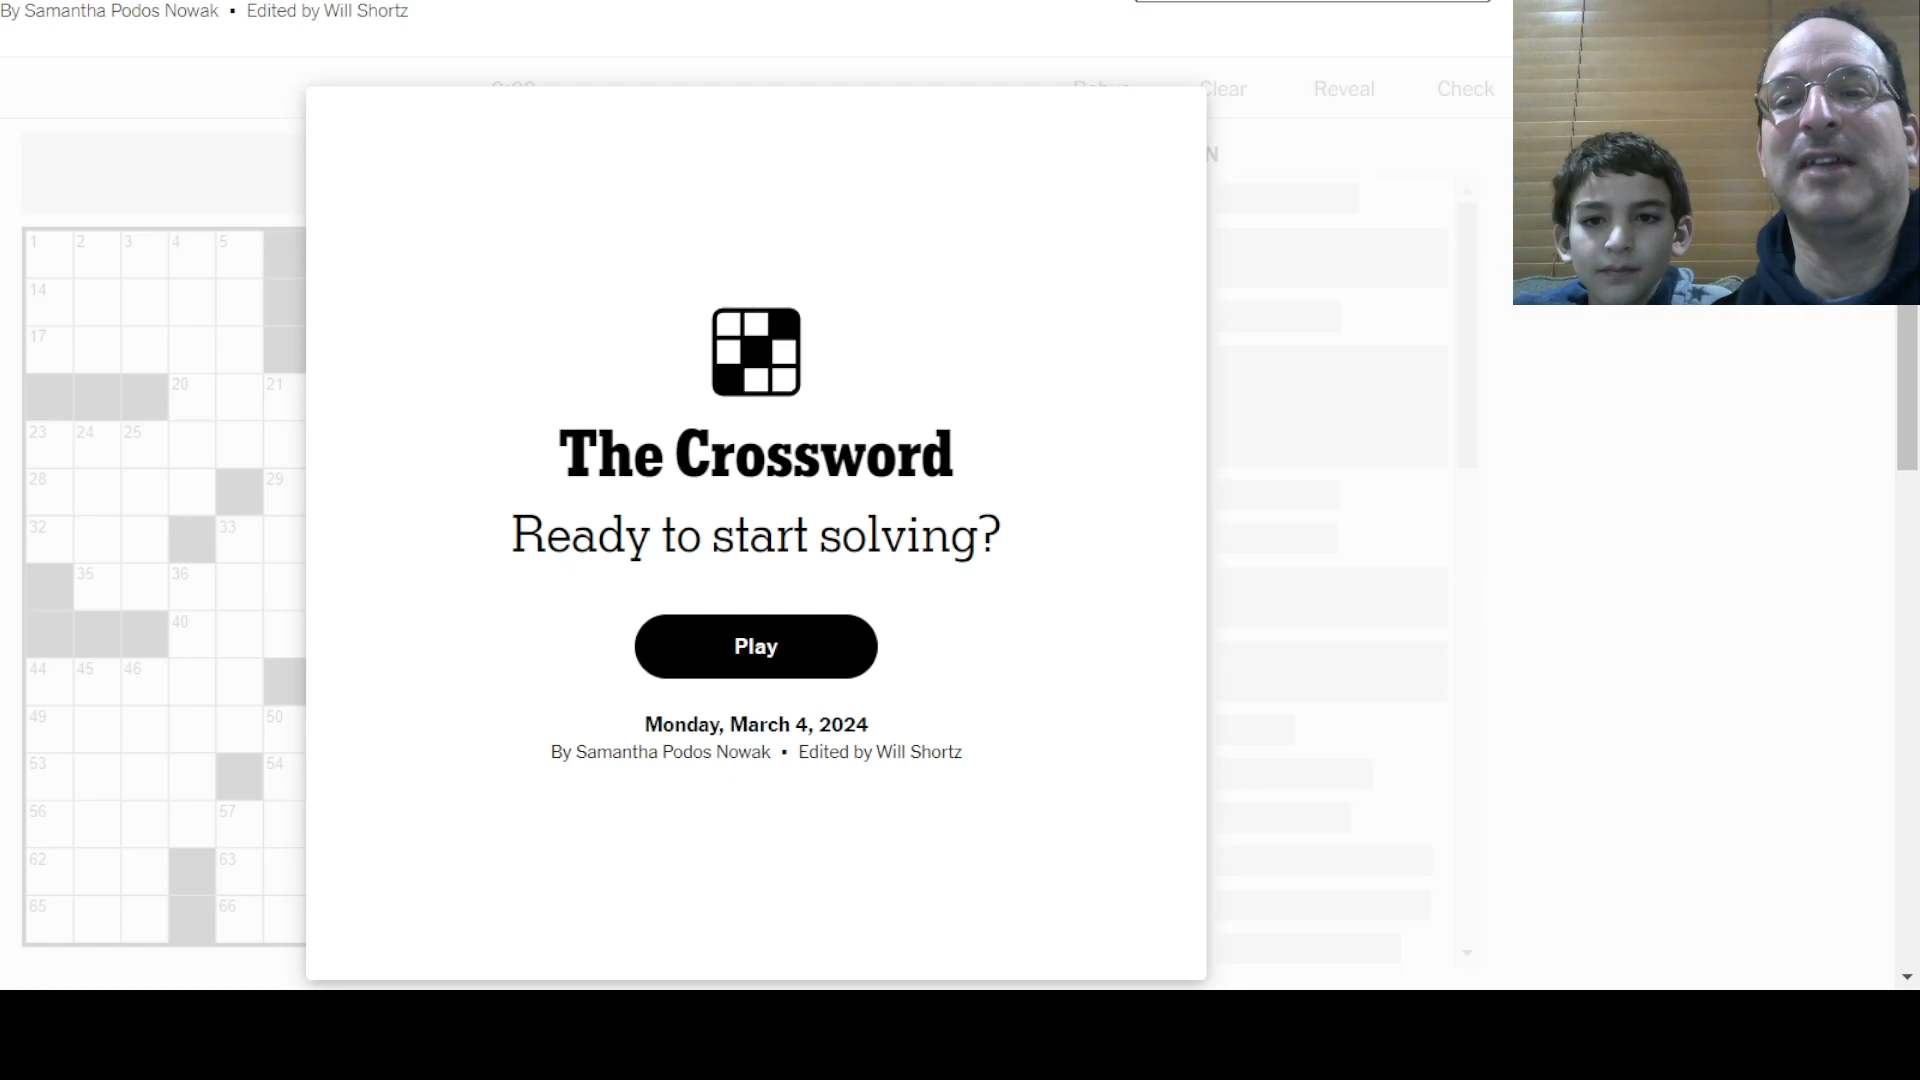 By Samantha Podos Nowak ▪ Edited by Will Shortz
Clear Reveal Check
N
1 2 3 4 5
14
17
20 21
23 24 25
28 29
32 33
35 36
40
44 45 46
49 50
53 54
56 57
62 63
65 66
The Crossword
Ready to start solving?
Play
Monday, March 4, 2024
By Samantha Podos Nowak ▪ Edited by Will Shortz